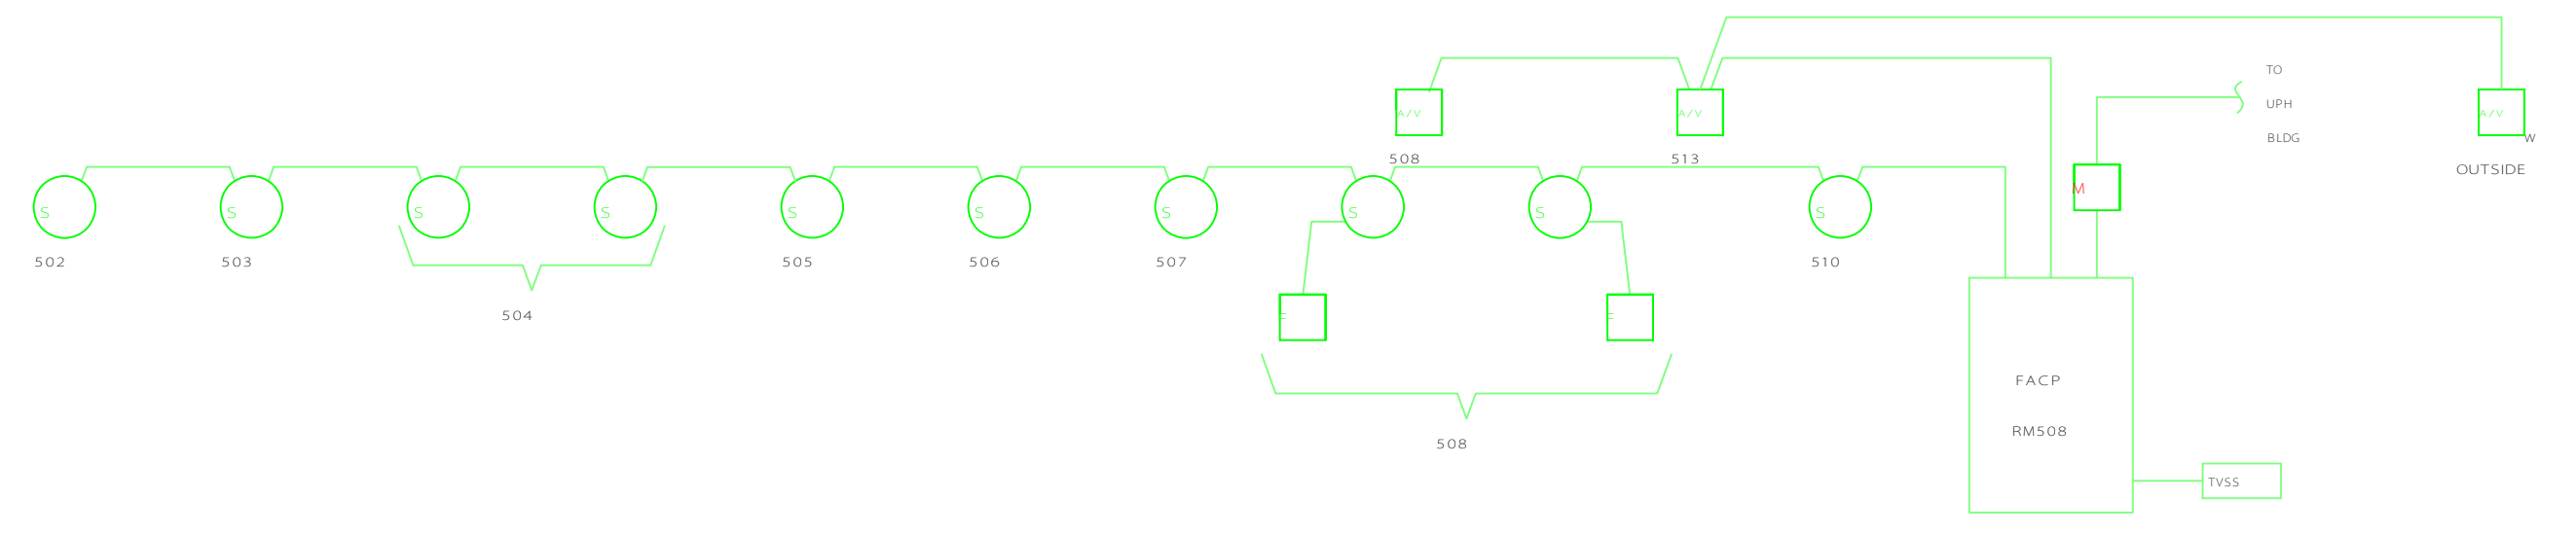 TO
UPH
BLDG
A/V
A/V
A/V
W
508
513
OUTSIDE
M
S
S
S
S
S
S
S
S
S
S
502
503
505
506
507
510
504
F
F
FACP
RM508
508
TVSS